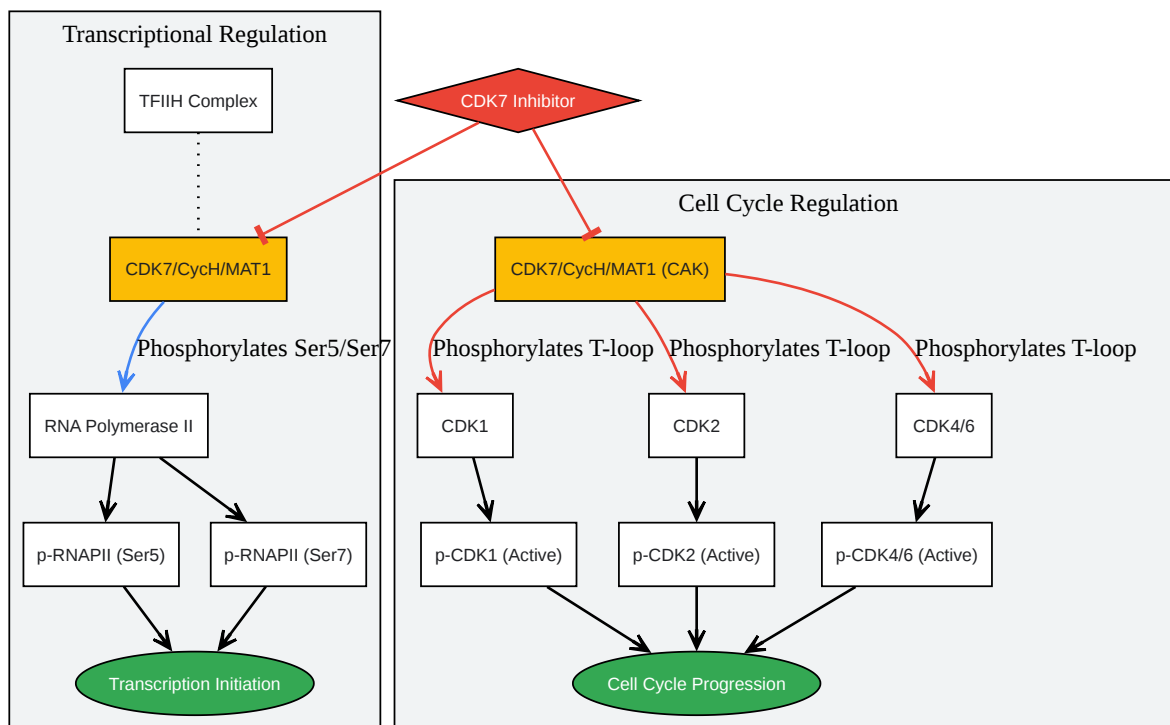 Transcriptional Regulation
TFIIH Complex
CDK7 Inhibitor
Cell Cycle Regulation
CDK7/CycH/MAT1
CDK7/CycH/MAT1 (CAK)
Phosphorylates Ser5/Ser7
Phosphorylates T-loop
Phosphorylates T-loop
Phosphorylates T-loop
RNA Polymerase II
CDK1
CDK2
CDK4/6
p-RNAPII (Ser5)
p-RNAPII (Ser7)
p-CDK1 (Active)
p-CDK2 (Active)
p-CDK4/6 (Active)
Transcription Initiation
Cell Cycle Progression